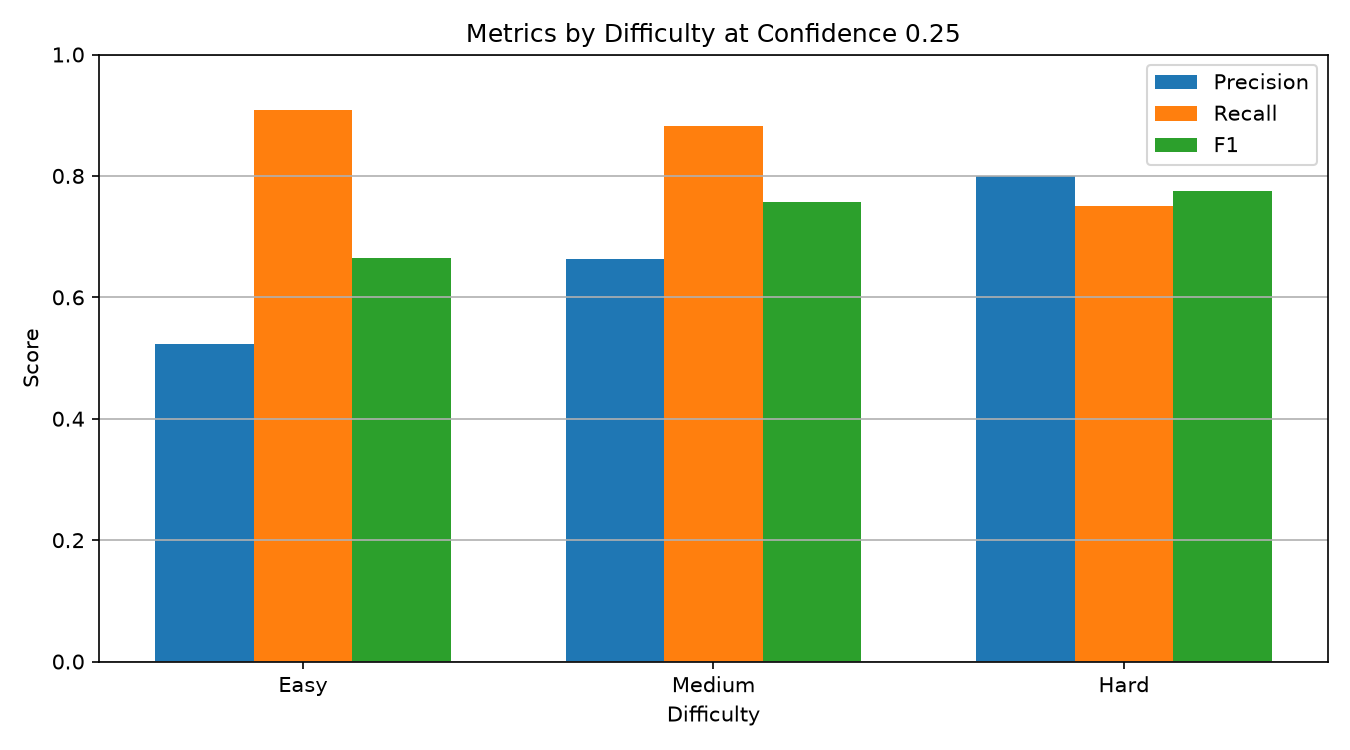 Metrics by Difficulty at Confidence 0.25
Precision
Recall
F1
1.0
0.8
0.6
0.4
0.2
0.0
Score
Easy
Medium
Hard
Difficulty